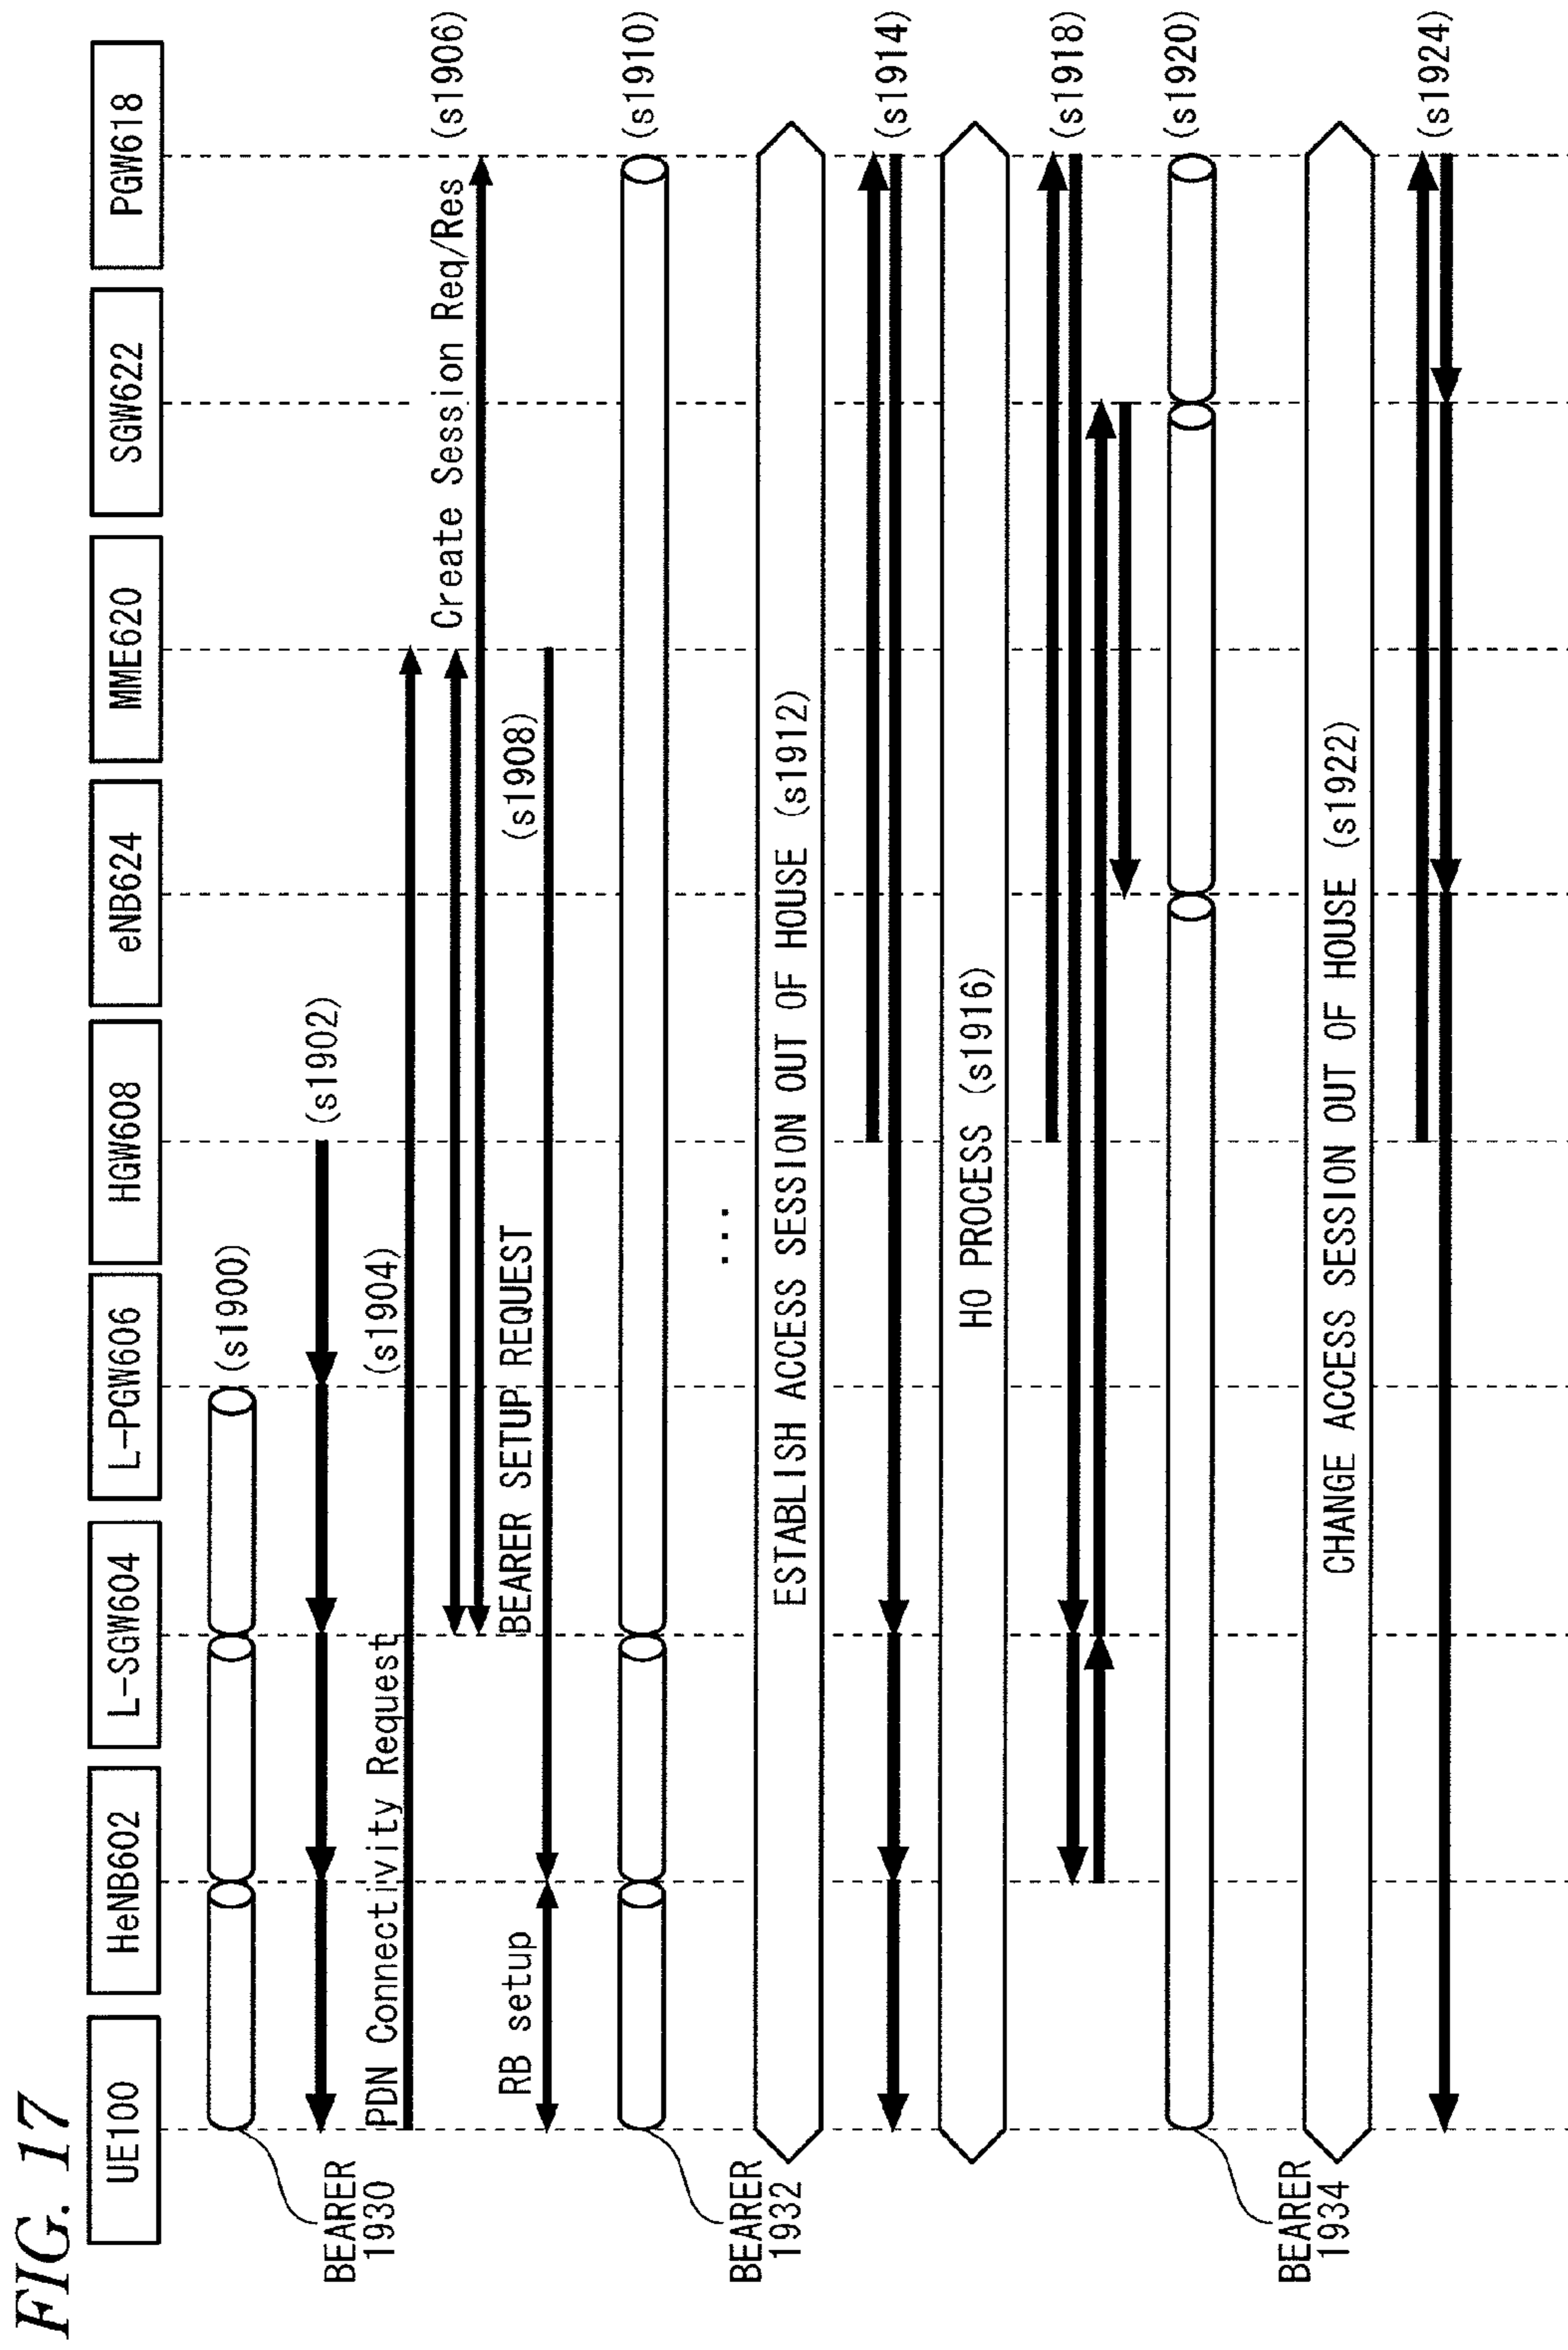 FIG. 17
UE100
HeNB602
L-SGW604
L-PGW606
HGW608
eNB624
MME620
SGW622
PGW618
(s1900)
BEARER
1930
(s1902)
PDN Connectivity Request
(s1904)
Create Session Req/Res
(s1906)
RB setup
BEARER SETUP REQUEST
(s1908)
(s1910)
BEARER
1932
...
ESTABLISH ACCESS SESSION OUT OF HOUSE (s1912)
(s1914)
HO PROCESS (s1916)
(s1918)
(s1920)
BEARER
1934
CHANGE ACCESS SESSION OUT OF HOUSE (s1922)
(s1924)